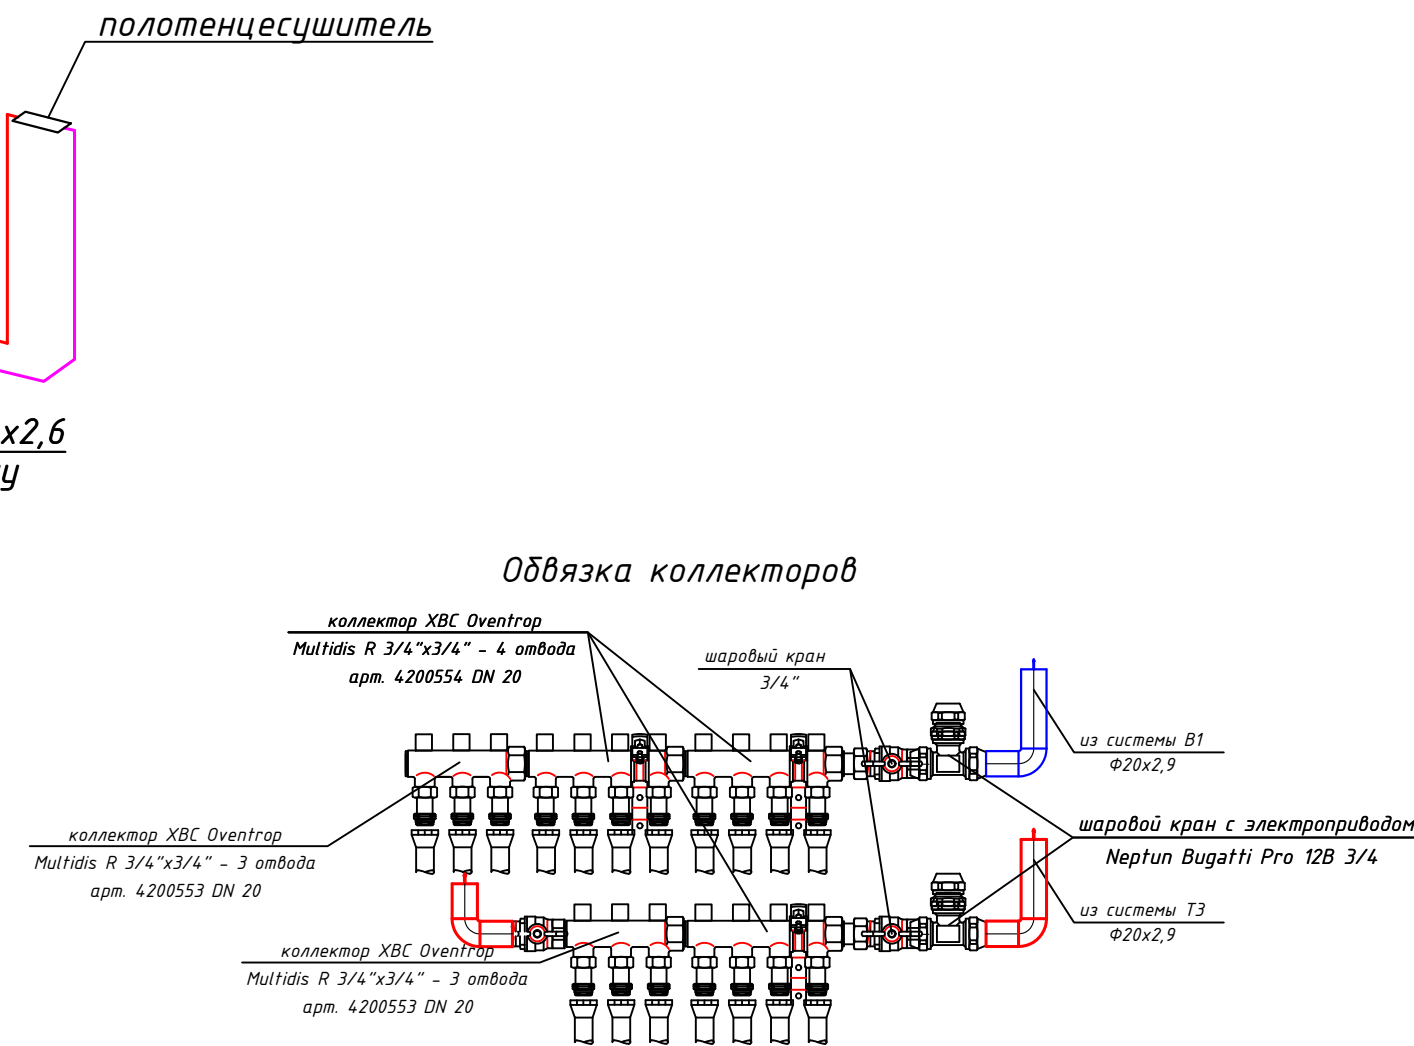 полотенцесушитель
х2,6
у
Обвязка коллекторов
коллектор ХВС Oventrop
Multidis R 3/4"x3/4" - 4 отвода
арт. 4200554 DN 20
шаровый кран
3/4"
из системы В1
Ф20х2,9
шаровой кран с электроприводом
Neptun Bugatti Pro 12В 3/4
коллектор ХВС Oventrop
Multidis R 3/4"x3/4" - 3 отвода
арт. 4200553 DN 20
из системы Т3
Ф20х2,9
коллектор ХВС Oventrop
Multidis R 3/4"x3/4" - 3 отвода
арт. 4200553 DN 20